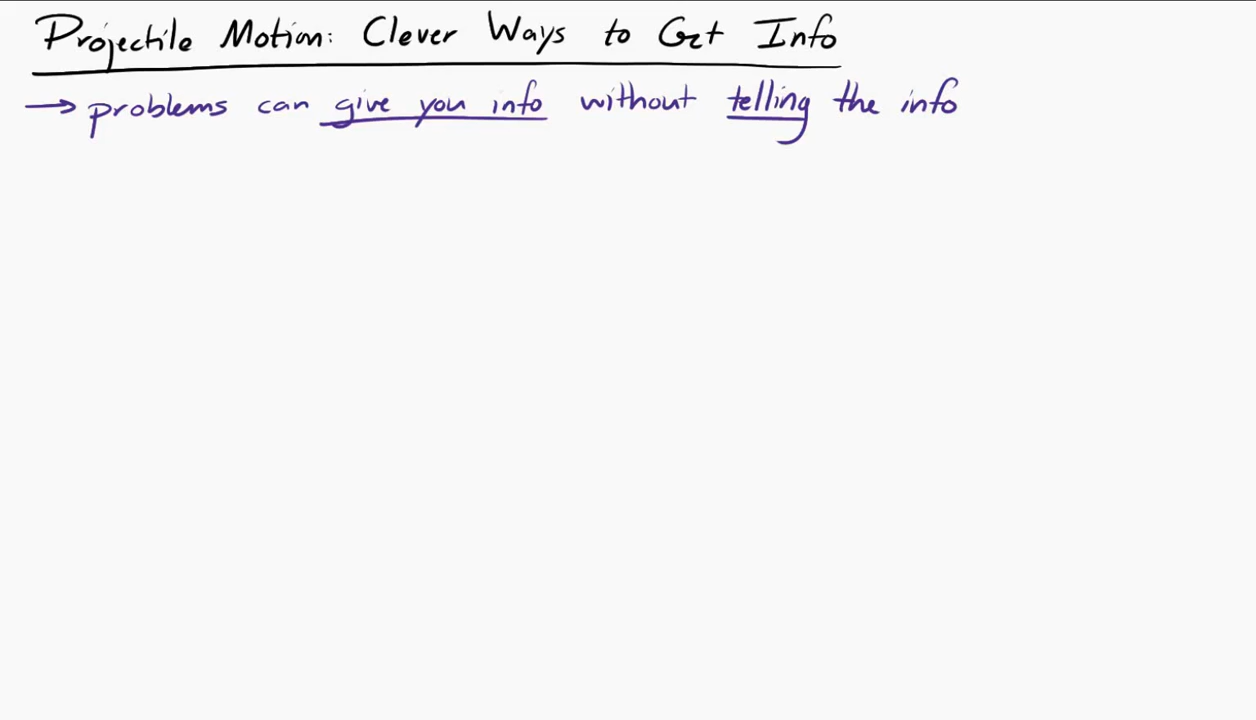 Projectile Motion: Clever Ways to Get Info
→ problems can give you info without telling the info